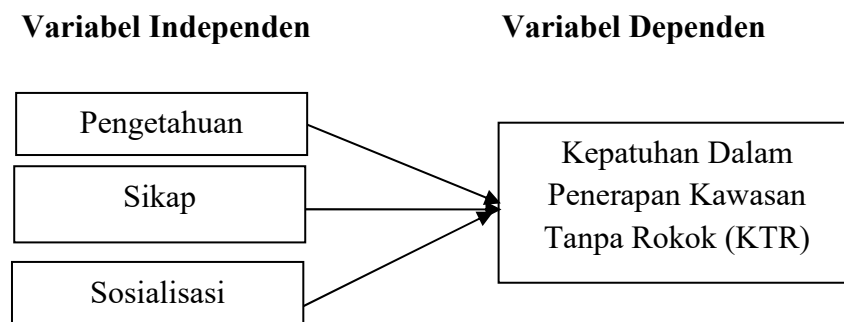 Variabel Independen
Variabel Dependen
Pengetahuan
Sikap
Sosialisasi
Kepatuhan Dalam
Penerapan Kawasan
Tanpa Rokok (KTR)